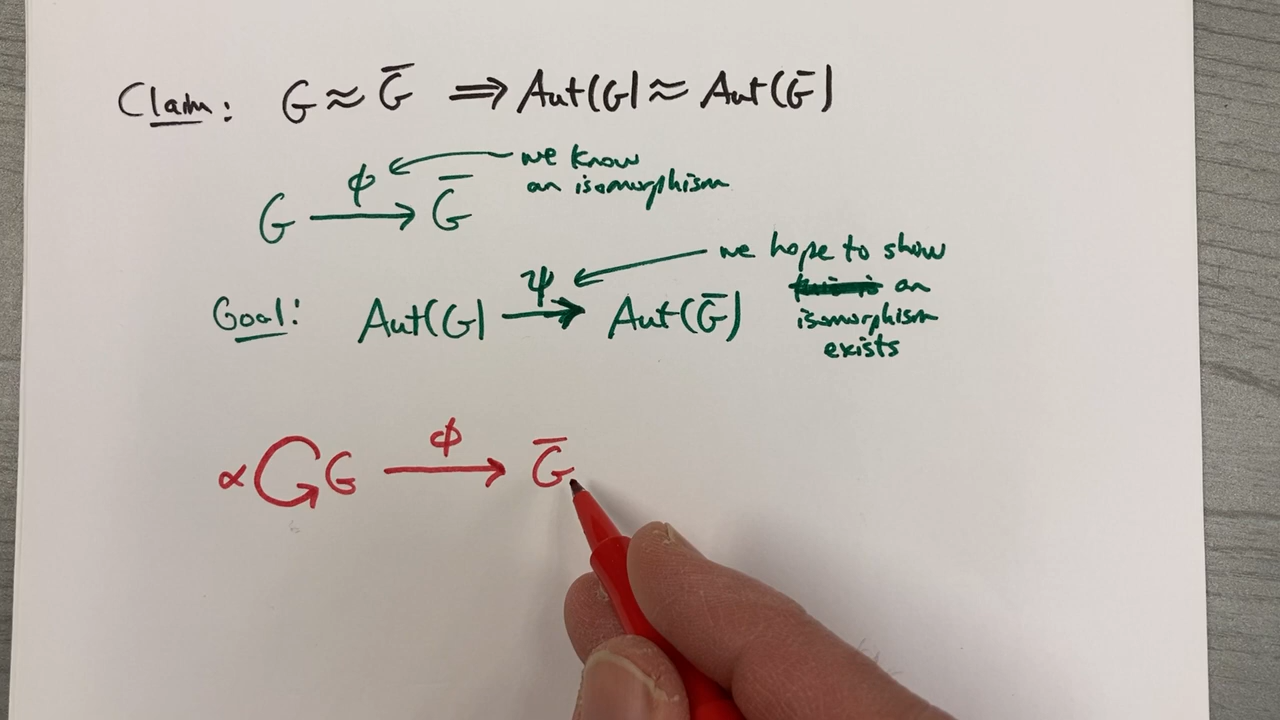 Claim: G ≈ G̅ ⟹ Aut(G) ≈ Aut(G̅)
we know
an isomorphism
G ⟶ϕ G̅
we hope to show
Goal: Aut(G) ⟶ψ Aut(G̅)
an
isomorphism
exists
α G ⟶ϕ G̅